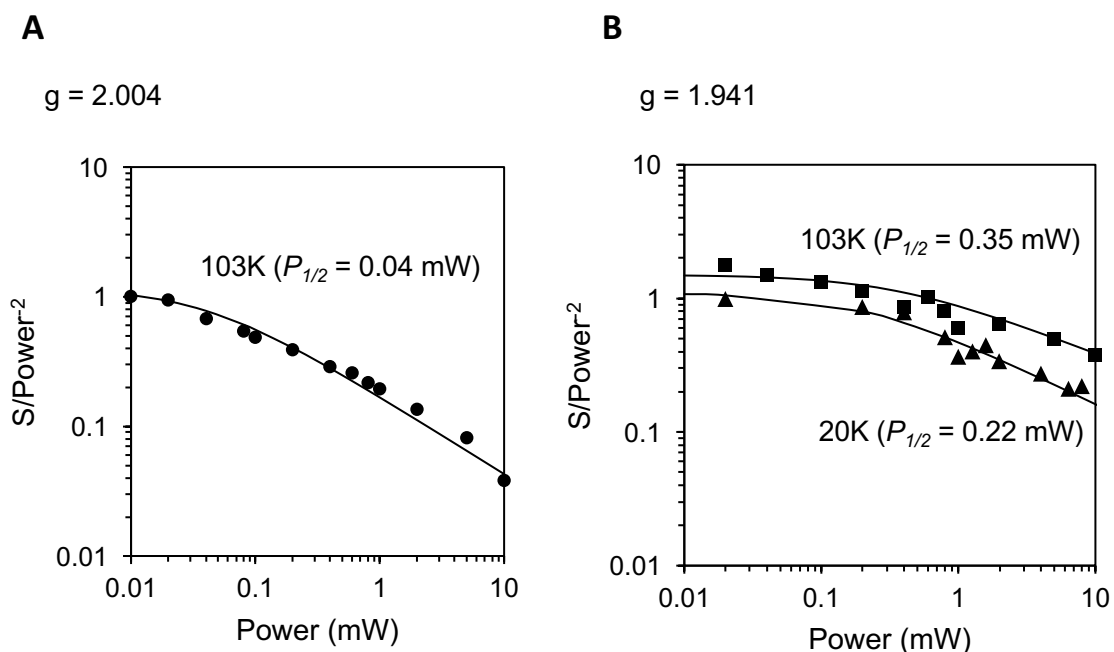 A
g = 2.004
10
1
0.1
0.01
S/Power⁻²
103K (P₁/₂ = 0.04 mW)
0.01
0.1
1
10
Power (mW)
B
g = 1.941
10
1
0.1
0.01
S/Power⁻²
103K (P₁/₂ = 0.35 mW)
20K (P₁/₂ = 0.22 mW)
0.01
0.1
1
10
Power (mW)